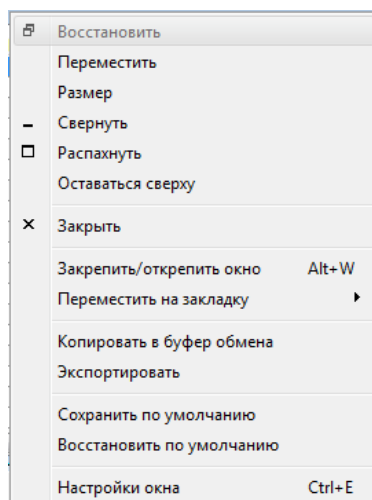 Восстановить
Переместить
Размер
Свернуть
Распахнуть
Оставаться сверху
Закрыть
Закрепить/открепить окно Alt+W
Переместить на закладку
Копировать в буфер обмена
Экспортировать
Сохранить по умолчанию
Восстановить по умолчанию
Настройки окна Ctrl+E